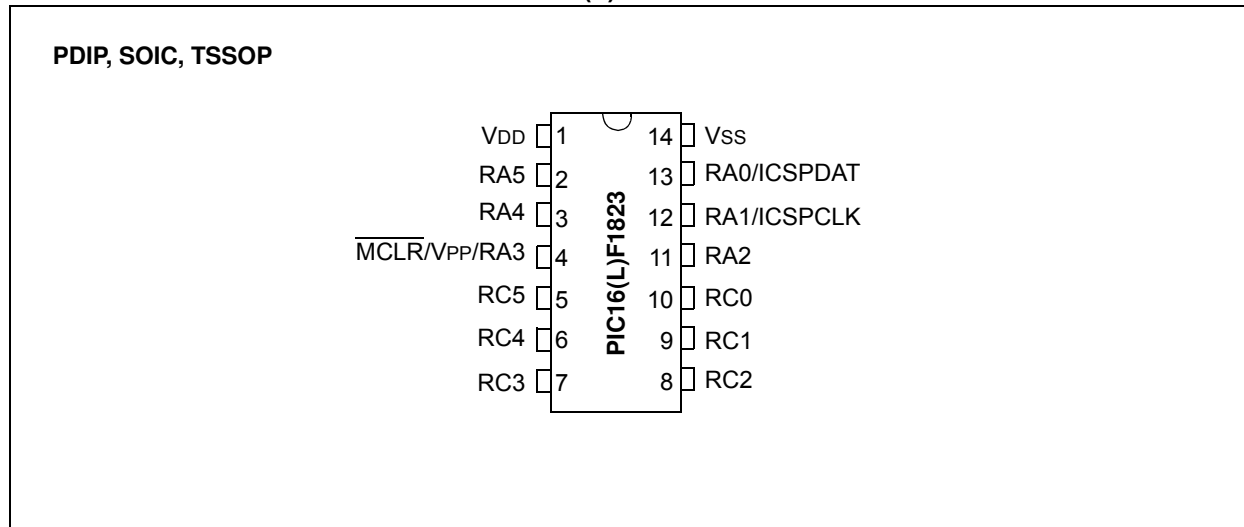 PDIP, SOIC, TSSOP
VDD 1 14 VSS
RA5 2 13 RA0/ICSPDAT
RA4 3 12 RA1/ICSPCLK
MCLR/VPP/RA3 4 11 RA2
RC5 5 10 RC0
RC4 6 9 RC1
RC3 7 8 RC2
PIC16(L)F1823